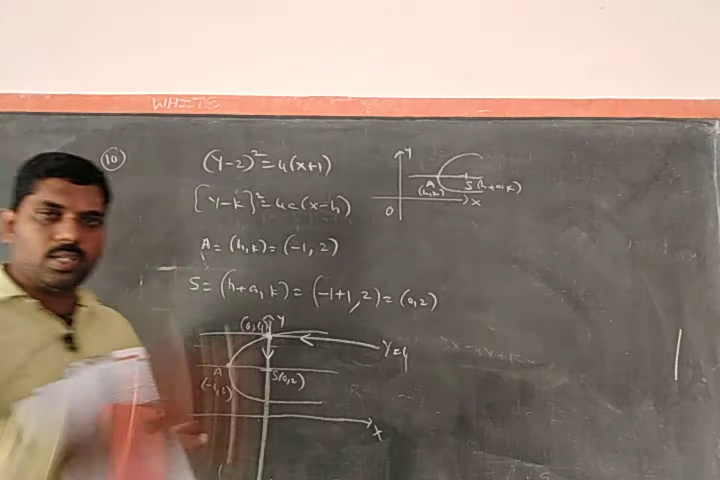 WHITE
10
(Y-2)² = 4(x+1)
[Y-k]² = 4a(x-h)
A = (h, k) = (-1, 2)
S = (h+a, k) = (-1+1, 2) = (0, 2)
Y
A
(h,k)
S(h+a, k)
O
X
(0,4)
Y
Y=4
A
(-1,2)
S(0,2)
X